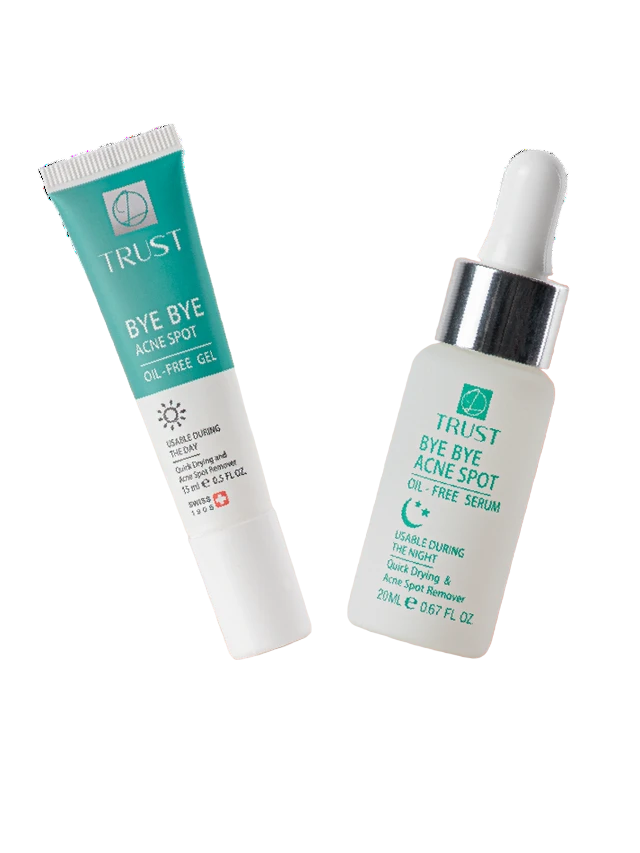 TRUST
BYE BYE
ACNE SPOT
OIL-FREE GEL
USABLE DURING
THE DAY
Quick Drying and
Acne Spot Remover
15 ml e 0.5 FL OZ.
SWISS
1908
TRUST
BYE BYE
ACNE SPOT
OIL - FREE SERUM
USABLE DURING
THE NIGHT
Quick Drying &
Acne Spot Remover
20ML e 0.67 FL OZ.